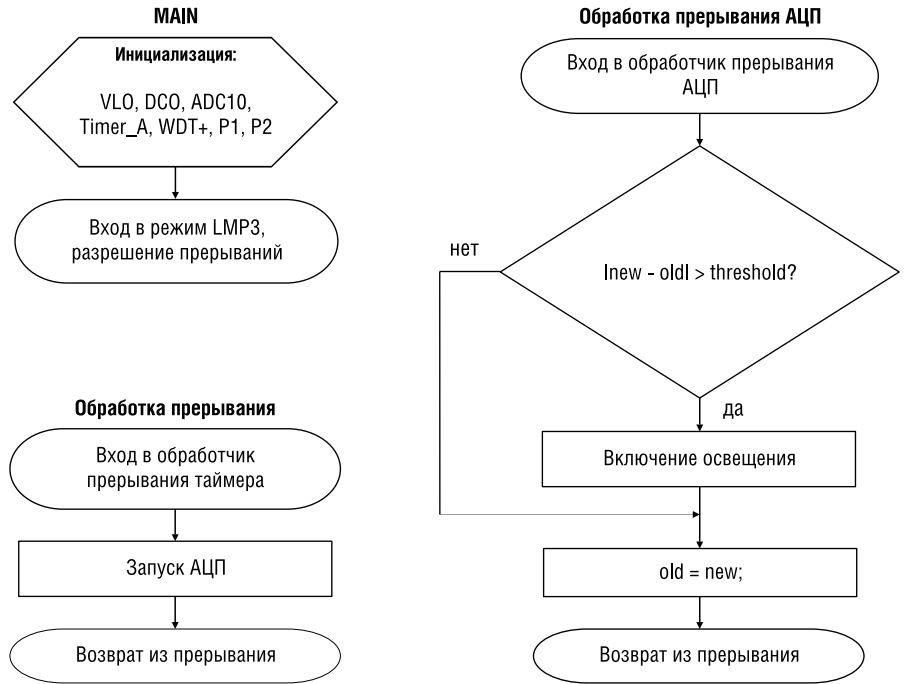 MAIN
Инициализация:
VLO, DCO, ADC10,
Timer_A, WDT+, P1, P2
Вход в режим LMP3,
разрешение прерываний
Обработка прерывания
Вход в обработчик
прерывания таймера
Запуск АЦП
Возврат из прерывания
Обработка прерывания АЦП
Вход в обработчик прерывания
АЦП
нет
Inew - oldI > threshold?
да
Включение освещения
old = new;
Возврат из прерывания